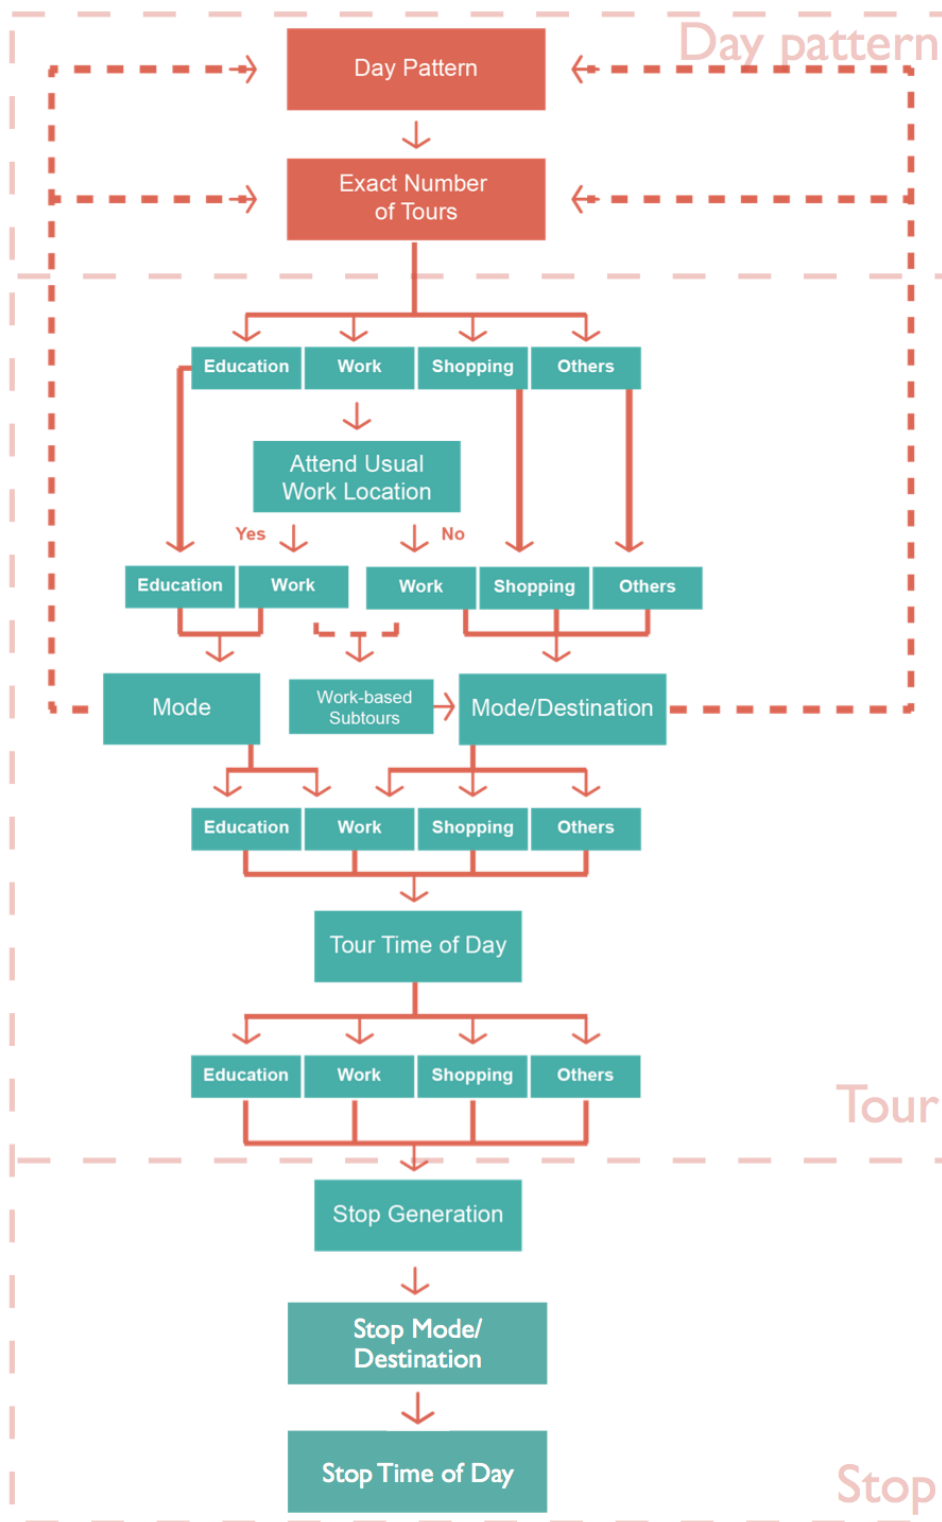 Day pattern
Day Pattern
Exact Number
of Tours
Education
Work
Shopping
Others
Attend Usual
Work Location
Yes
No
Education
Work
Work
Shopping
Others
Mode
Work-based
Subtours
Mode/Destination
Education
Work
Shopping
Others
Tour Time of Day
Education
Work
Shopping
Others
Tour
Stop Generation
Stop Mode/
Destination
Stop Time of Day
Stop